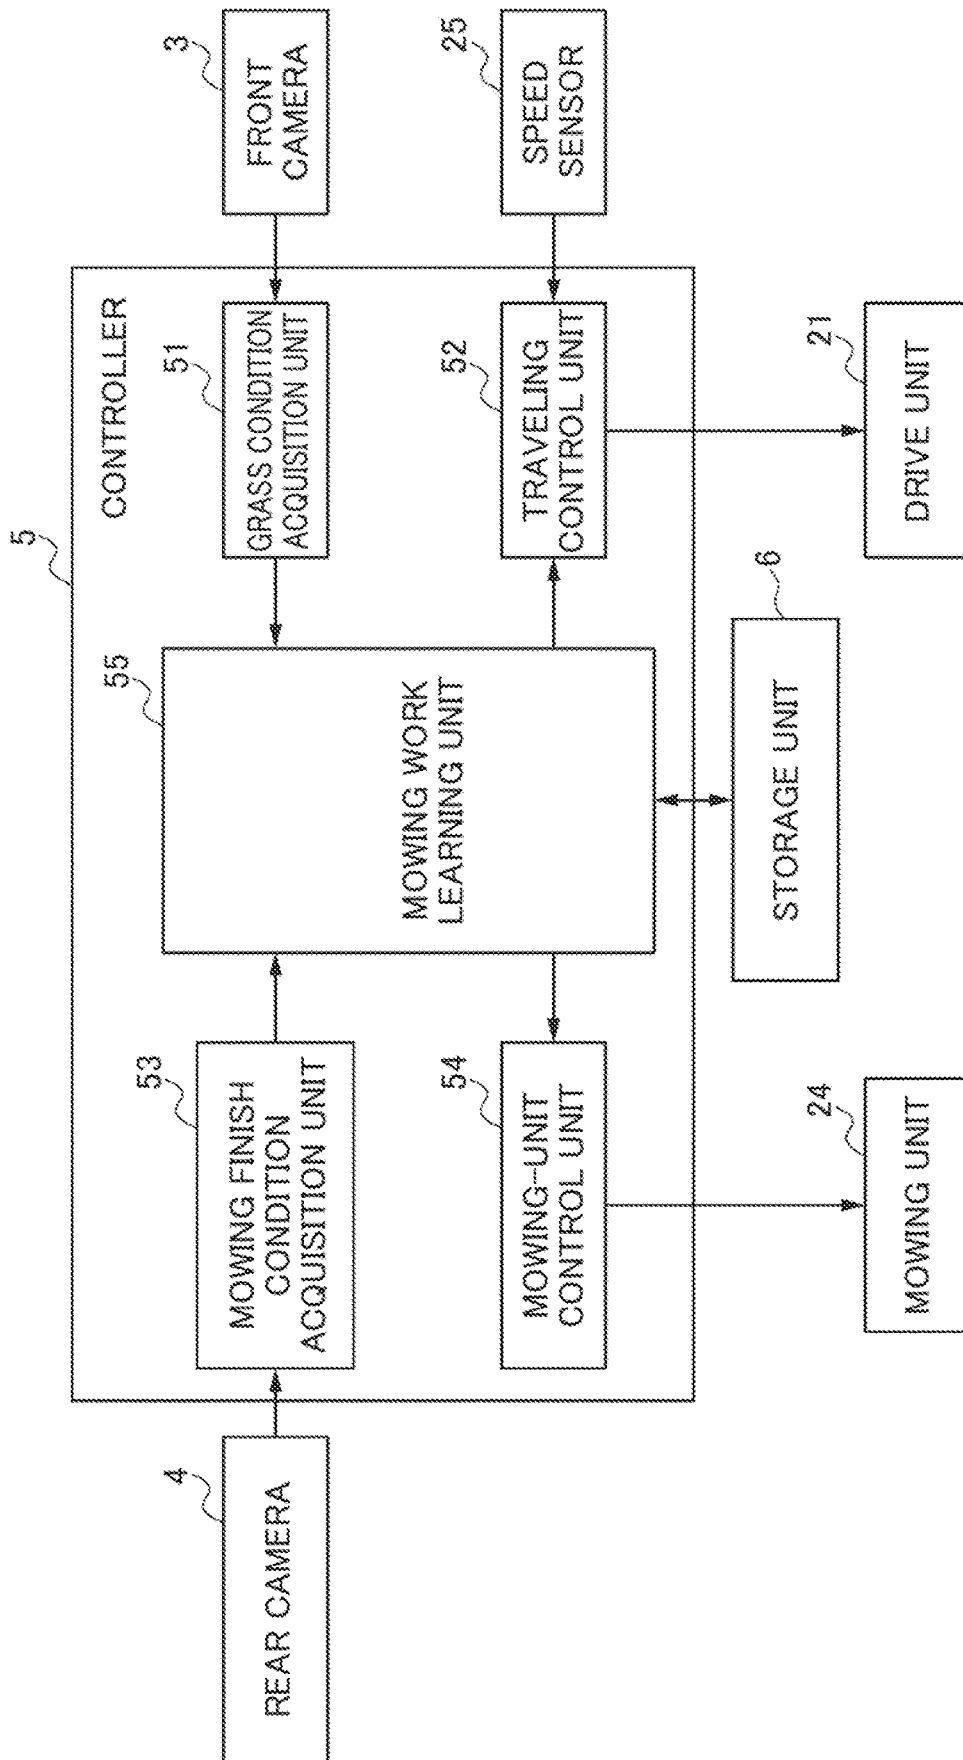 5
CONTROLLER
4
REAR CAMERA
53
MOWING FINISH
CONDITION
ACQUISITION UNIT
55
MOWING WORK
LEARNING UNIT
51
GRASS CONDITION
ACQUISITION UNIT
3
FRONT
CAMERA
54
MOWING-UNIT
CONTROL UNIT
52
TRAVELING
CONTROL UNIT
25
SPEED
SENSOR
6
STORAGE UNIT
24
MOWING UNIT
21
DRIVE UNIT